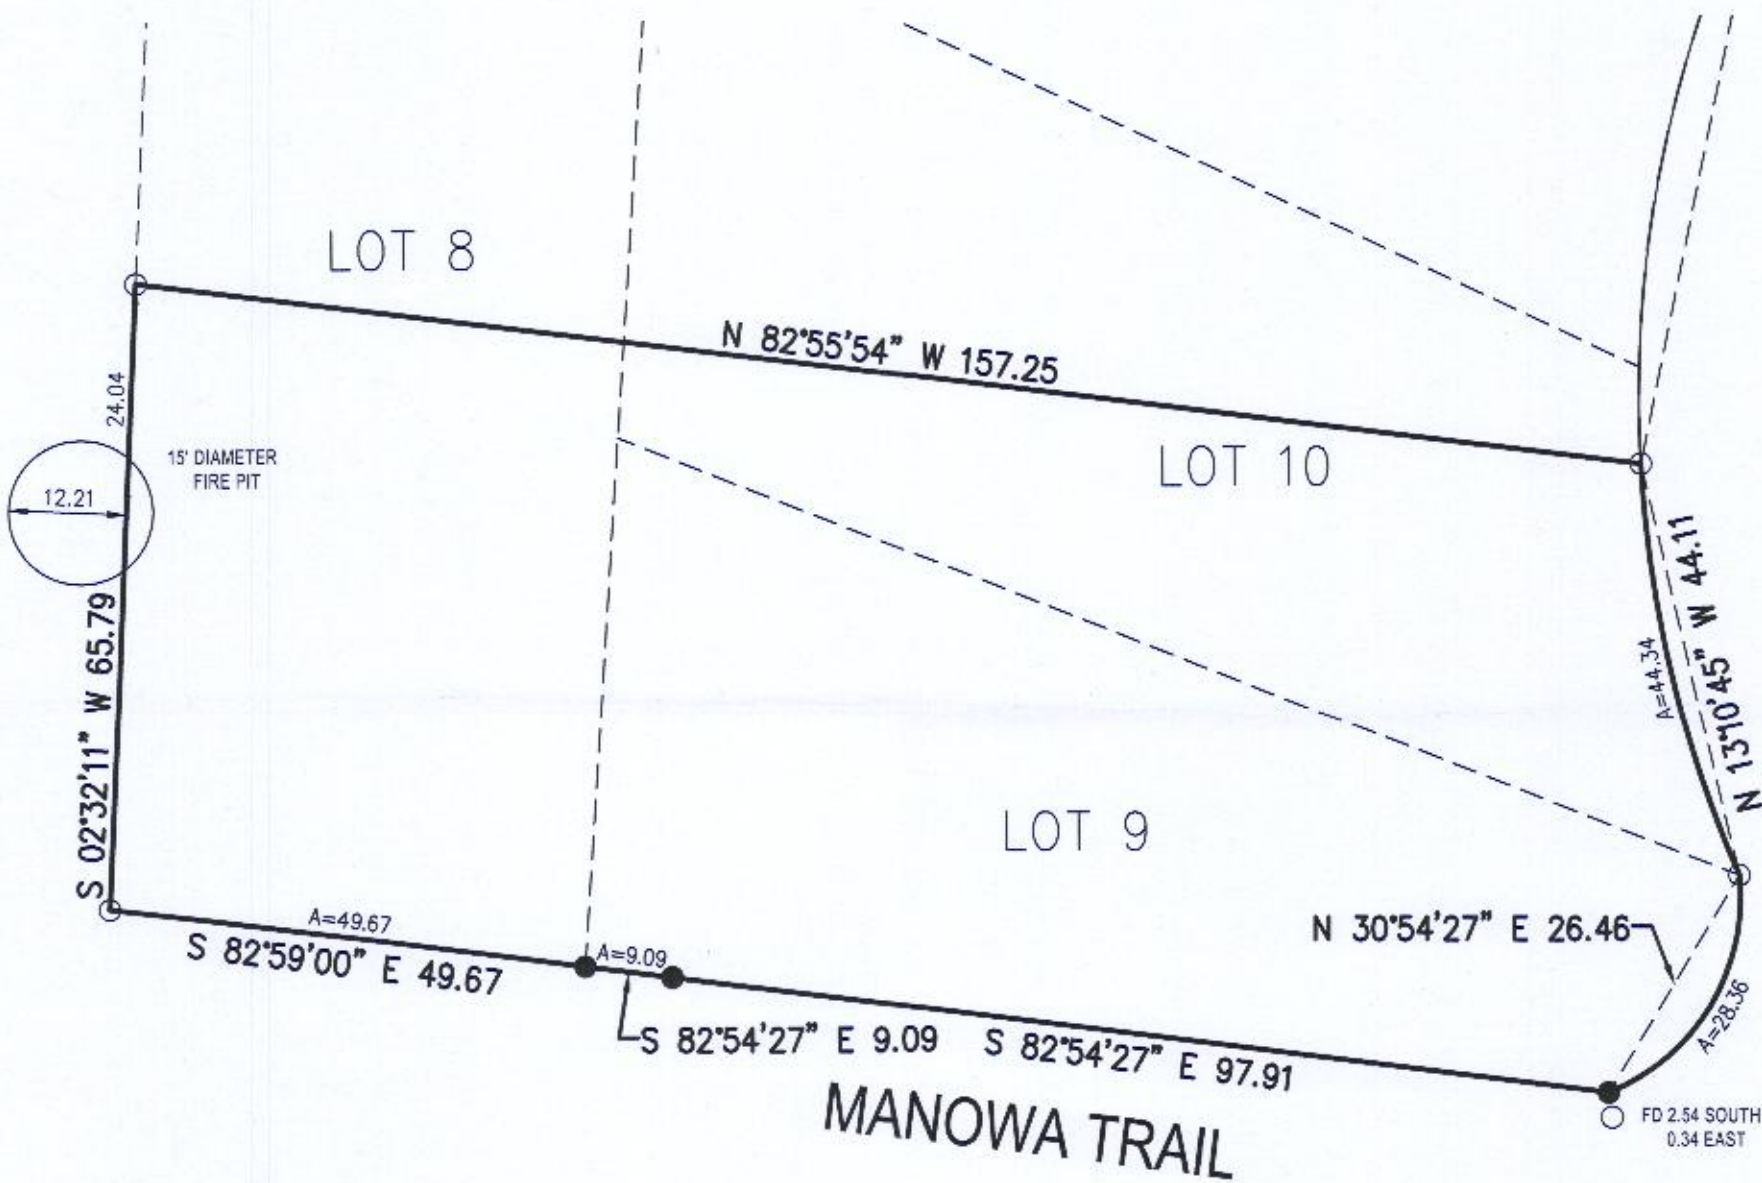 LOT 8
N 82°55'54" W 157.25
24.04
15' DIAMETER
FIRE PIT
12.21
LOT 10
S 02°32'11" W 65.79
N 13°10'45" W 44.11
A=44.34
LOT 9
A=49.67
S 82°59'00" E 49.67
A=9.09
N 30°54'27" E 26.46
A=28.36
S 82°54'27" E 9.09
S 82°54'27" E 97.91
MANOWA TRAIL
FD 2.54 SOUTH
0.34 EAST